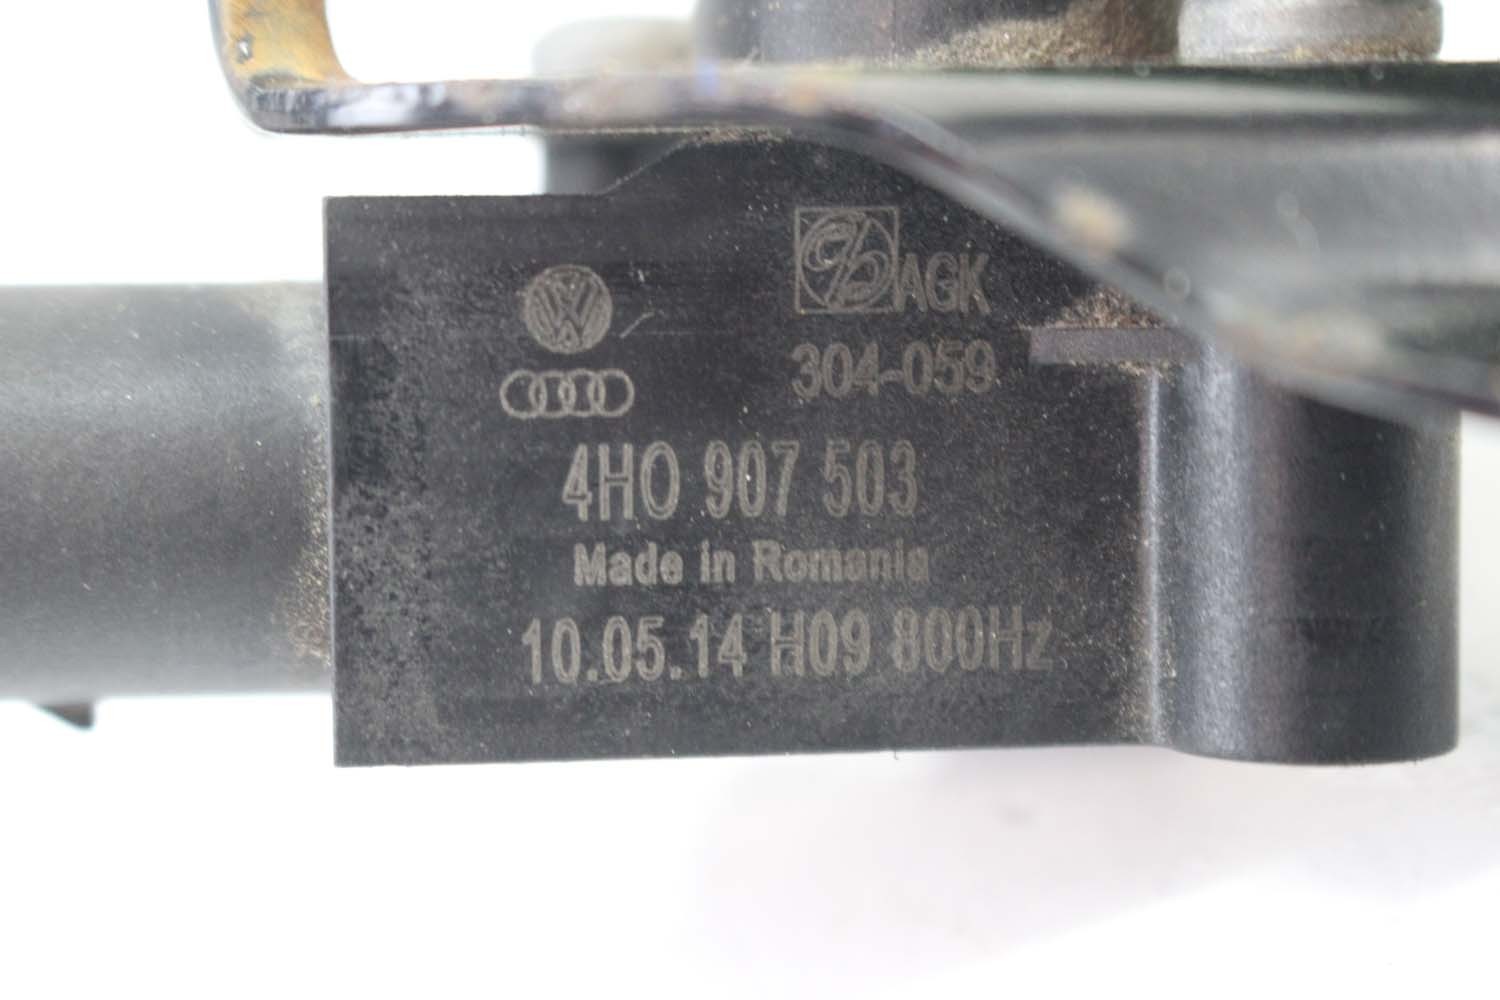 AGK
304-059
4H0 907 503
Made in Romania
10.05.14 H09 800Hz